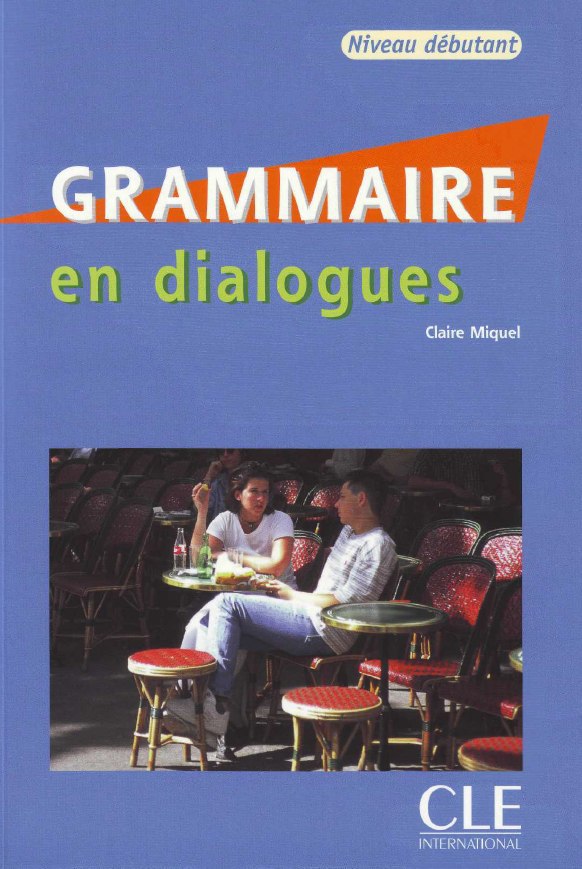 Niveau débutant
GRAMMAIRE
en dialogues
Claire Miquel
CLE
INTERNATIONAL